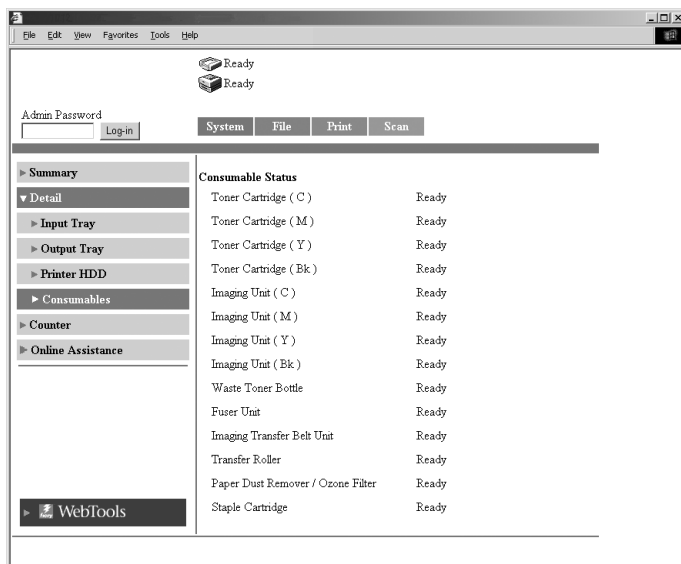 File Edit View Favorites Tools Help
Ready
Ready
Admin Password
Log-in
System File Print Scan
Summary
Detail
Input Tray
Output Tray
Printer HDD
Consumables
Counter
Online Assistance
WebTools
Consumable Status
Toner Cartridge ( C ) Ready
Toner Cartridge ( M ) Ready
Toner Cartridge ( Y ) Ready
Toner Cartridge ( Bk ) Ready
Imaging Unit ( C ) Ready
Imaging Unit ( M ) Ready
Imaging Unit ( Y ) Ready
Imaging Unit ( Bk ) Ready
Waste Toner Bottle Ready
Fuser Unit Ready
Imaging Transfer Belt Unit Ready
Transfer Roller Ready
Paper Dust Remover / Ozone Filter Ready
Staple Cartridge Ready